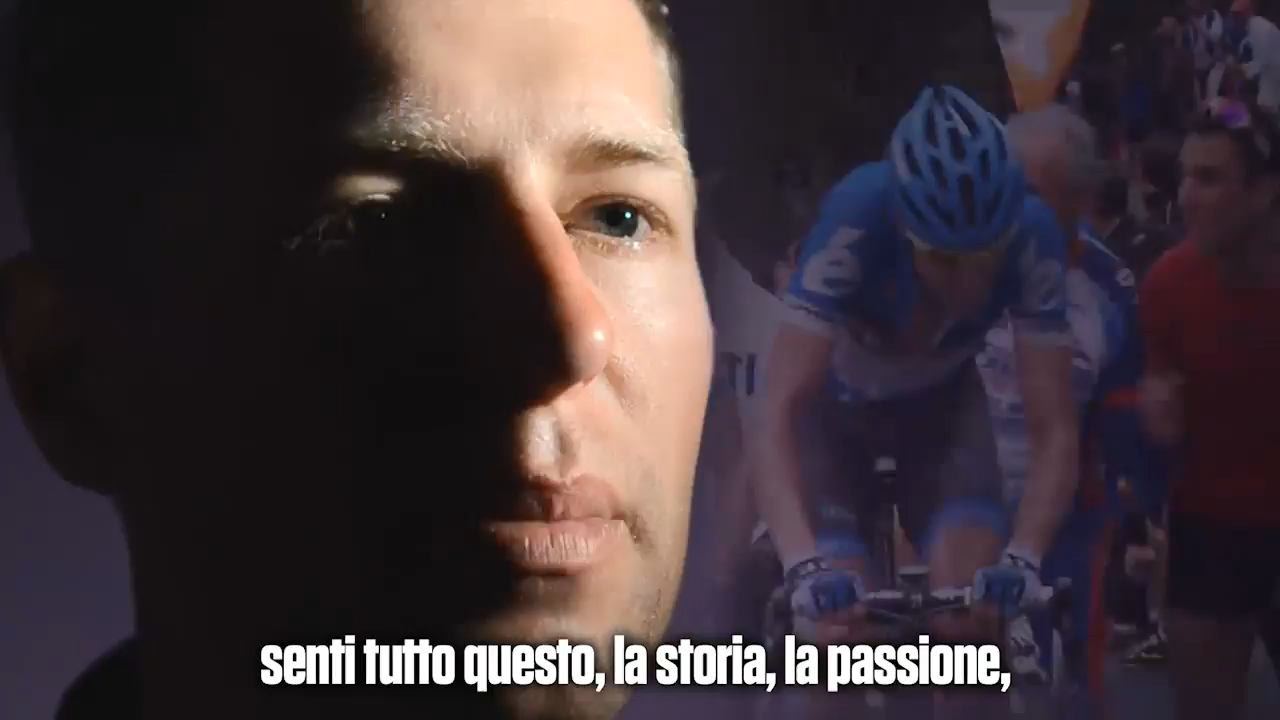 senti tutto questo, la storia, la passione,